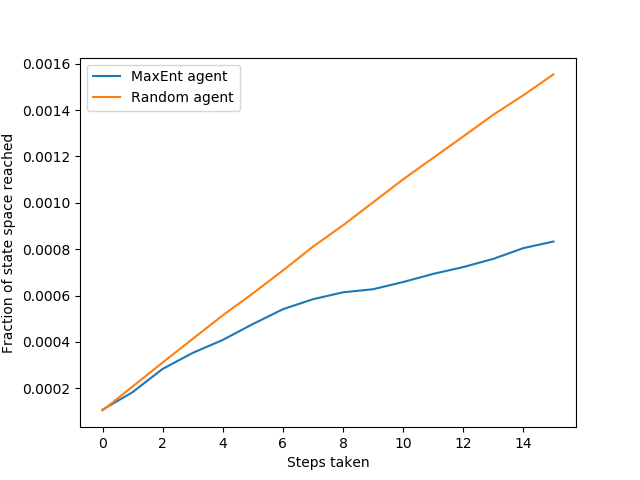 MaxEnt agent
Random agent
Fraction of state space reached
0.0016
0.0014
0.0012
0.0010
0.0008
0.0006
0.0004
0.0002
0 2 4 6 8 10 12 14
Steps taken